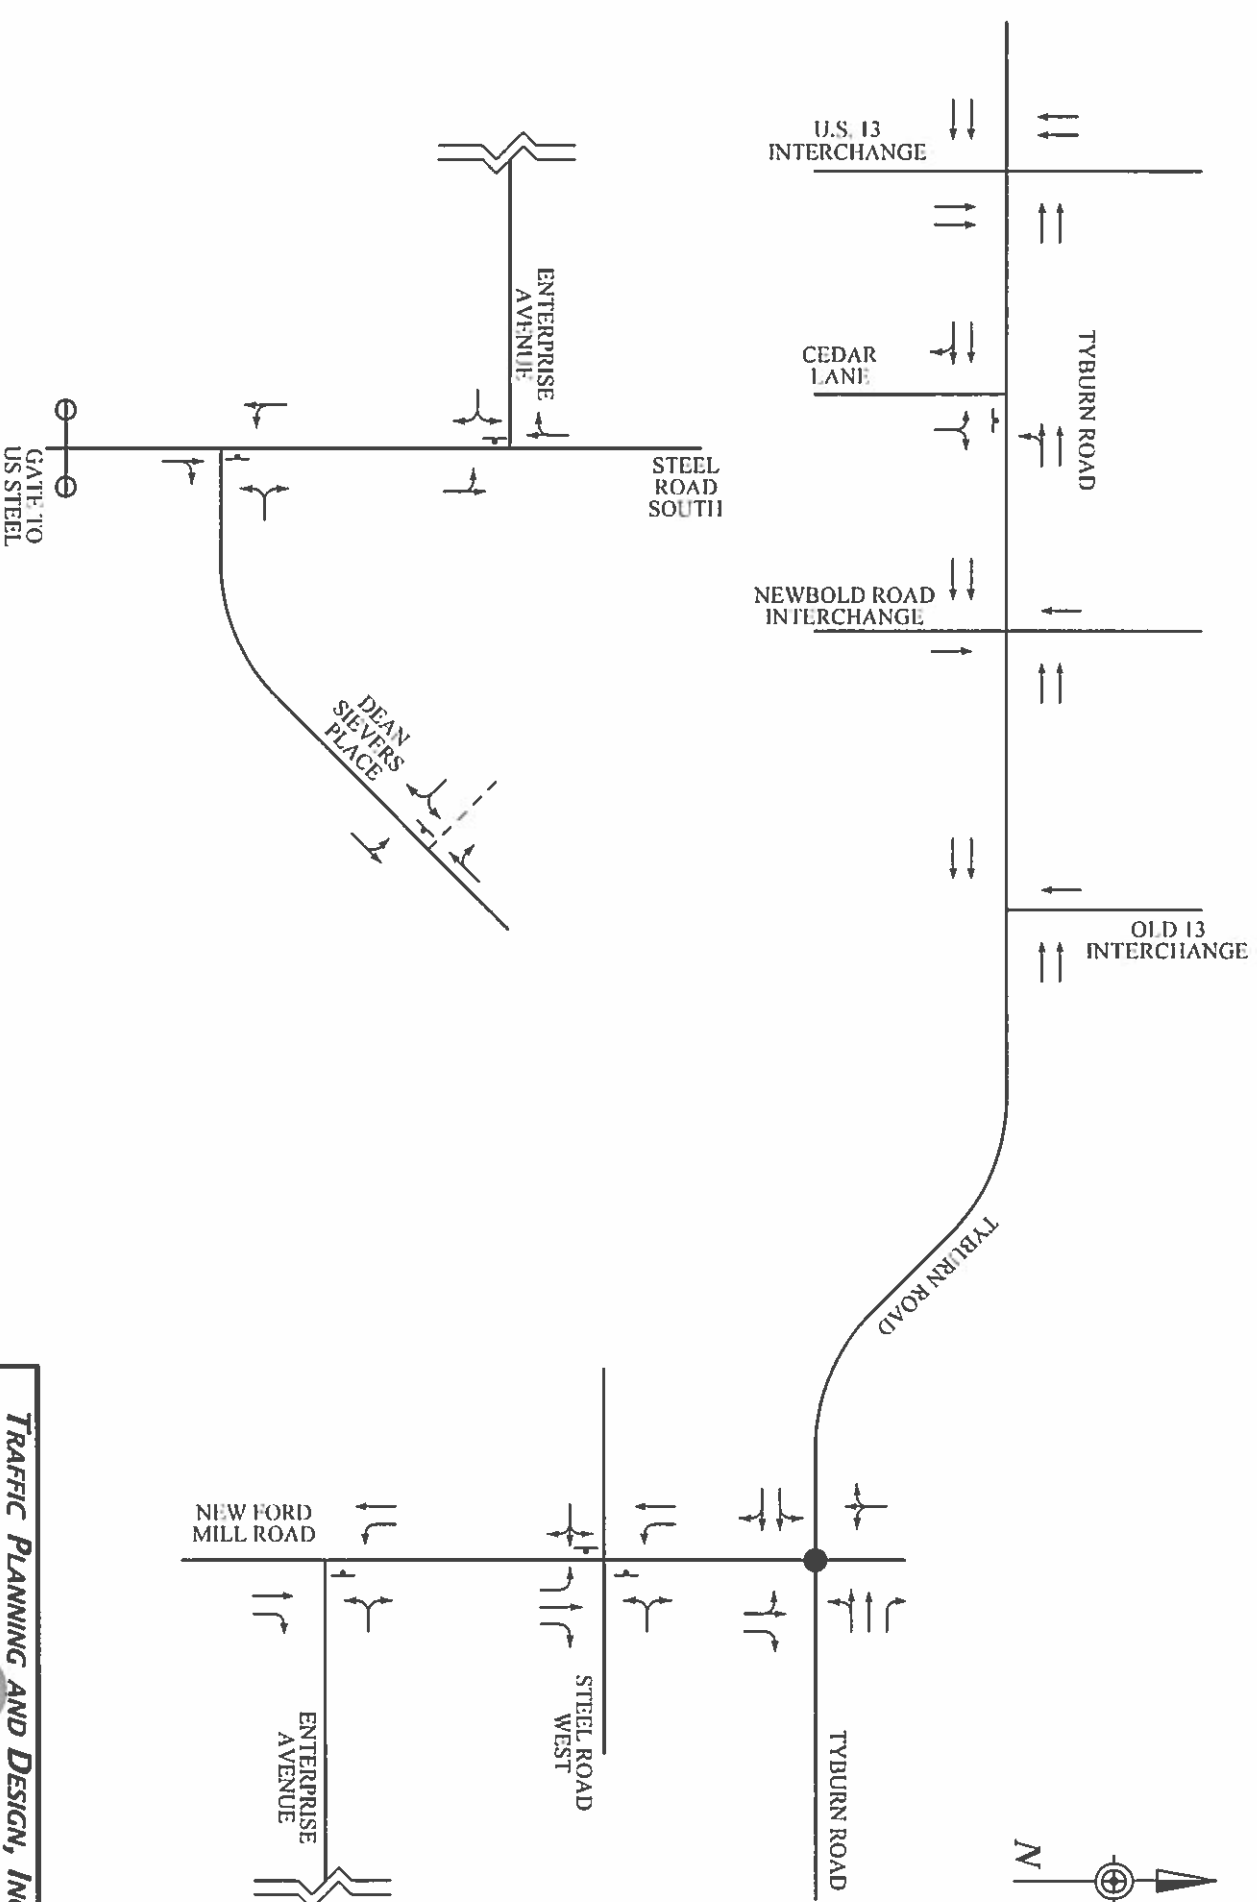 U.S. 13
INTERCHANGE
TYBURN ROAD
CEDAR
LANE
ENTERPRISE
AVENUE
STEEL
ROAD
SOUTH
GATE TO
US STEEL
NEWBOLD ROAD
INTERCHANGE
DEAN
SIEVERS
PLACE
OLD 13
INTERCHANGE
TYBURN ROAD
NEW FORD
MILL ROAD
STEEL ROAD
WEST
ENTERPRISE
AVENUE
TYBURN ROAD
N
TRAFFIC PLANNING AND DESIGN,